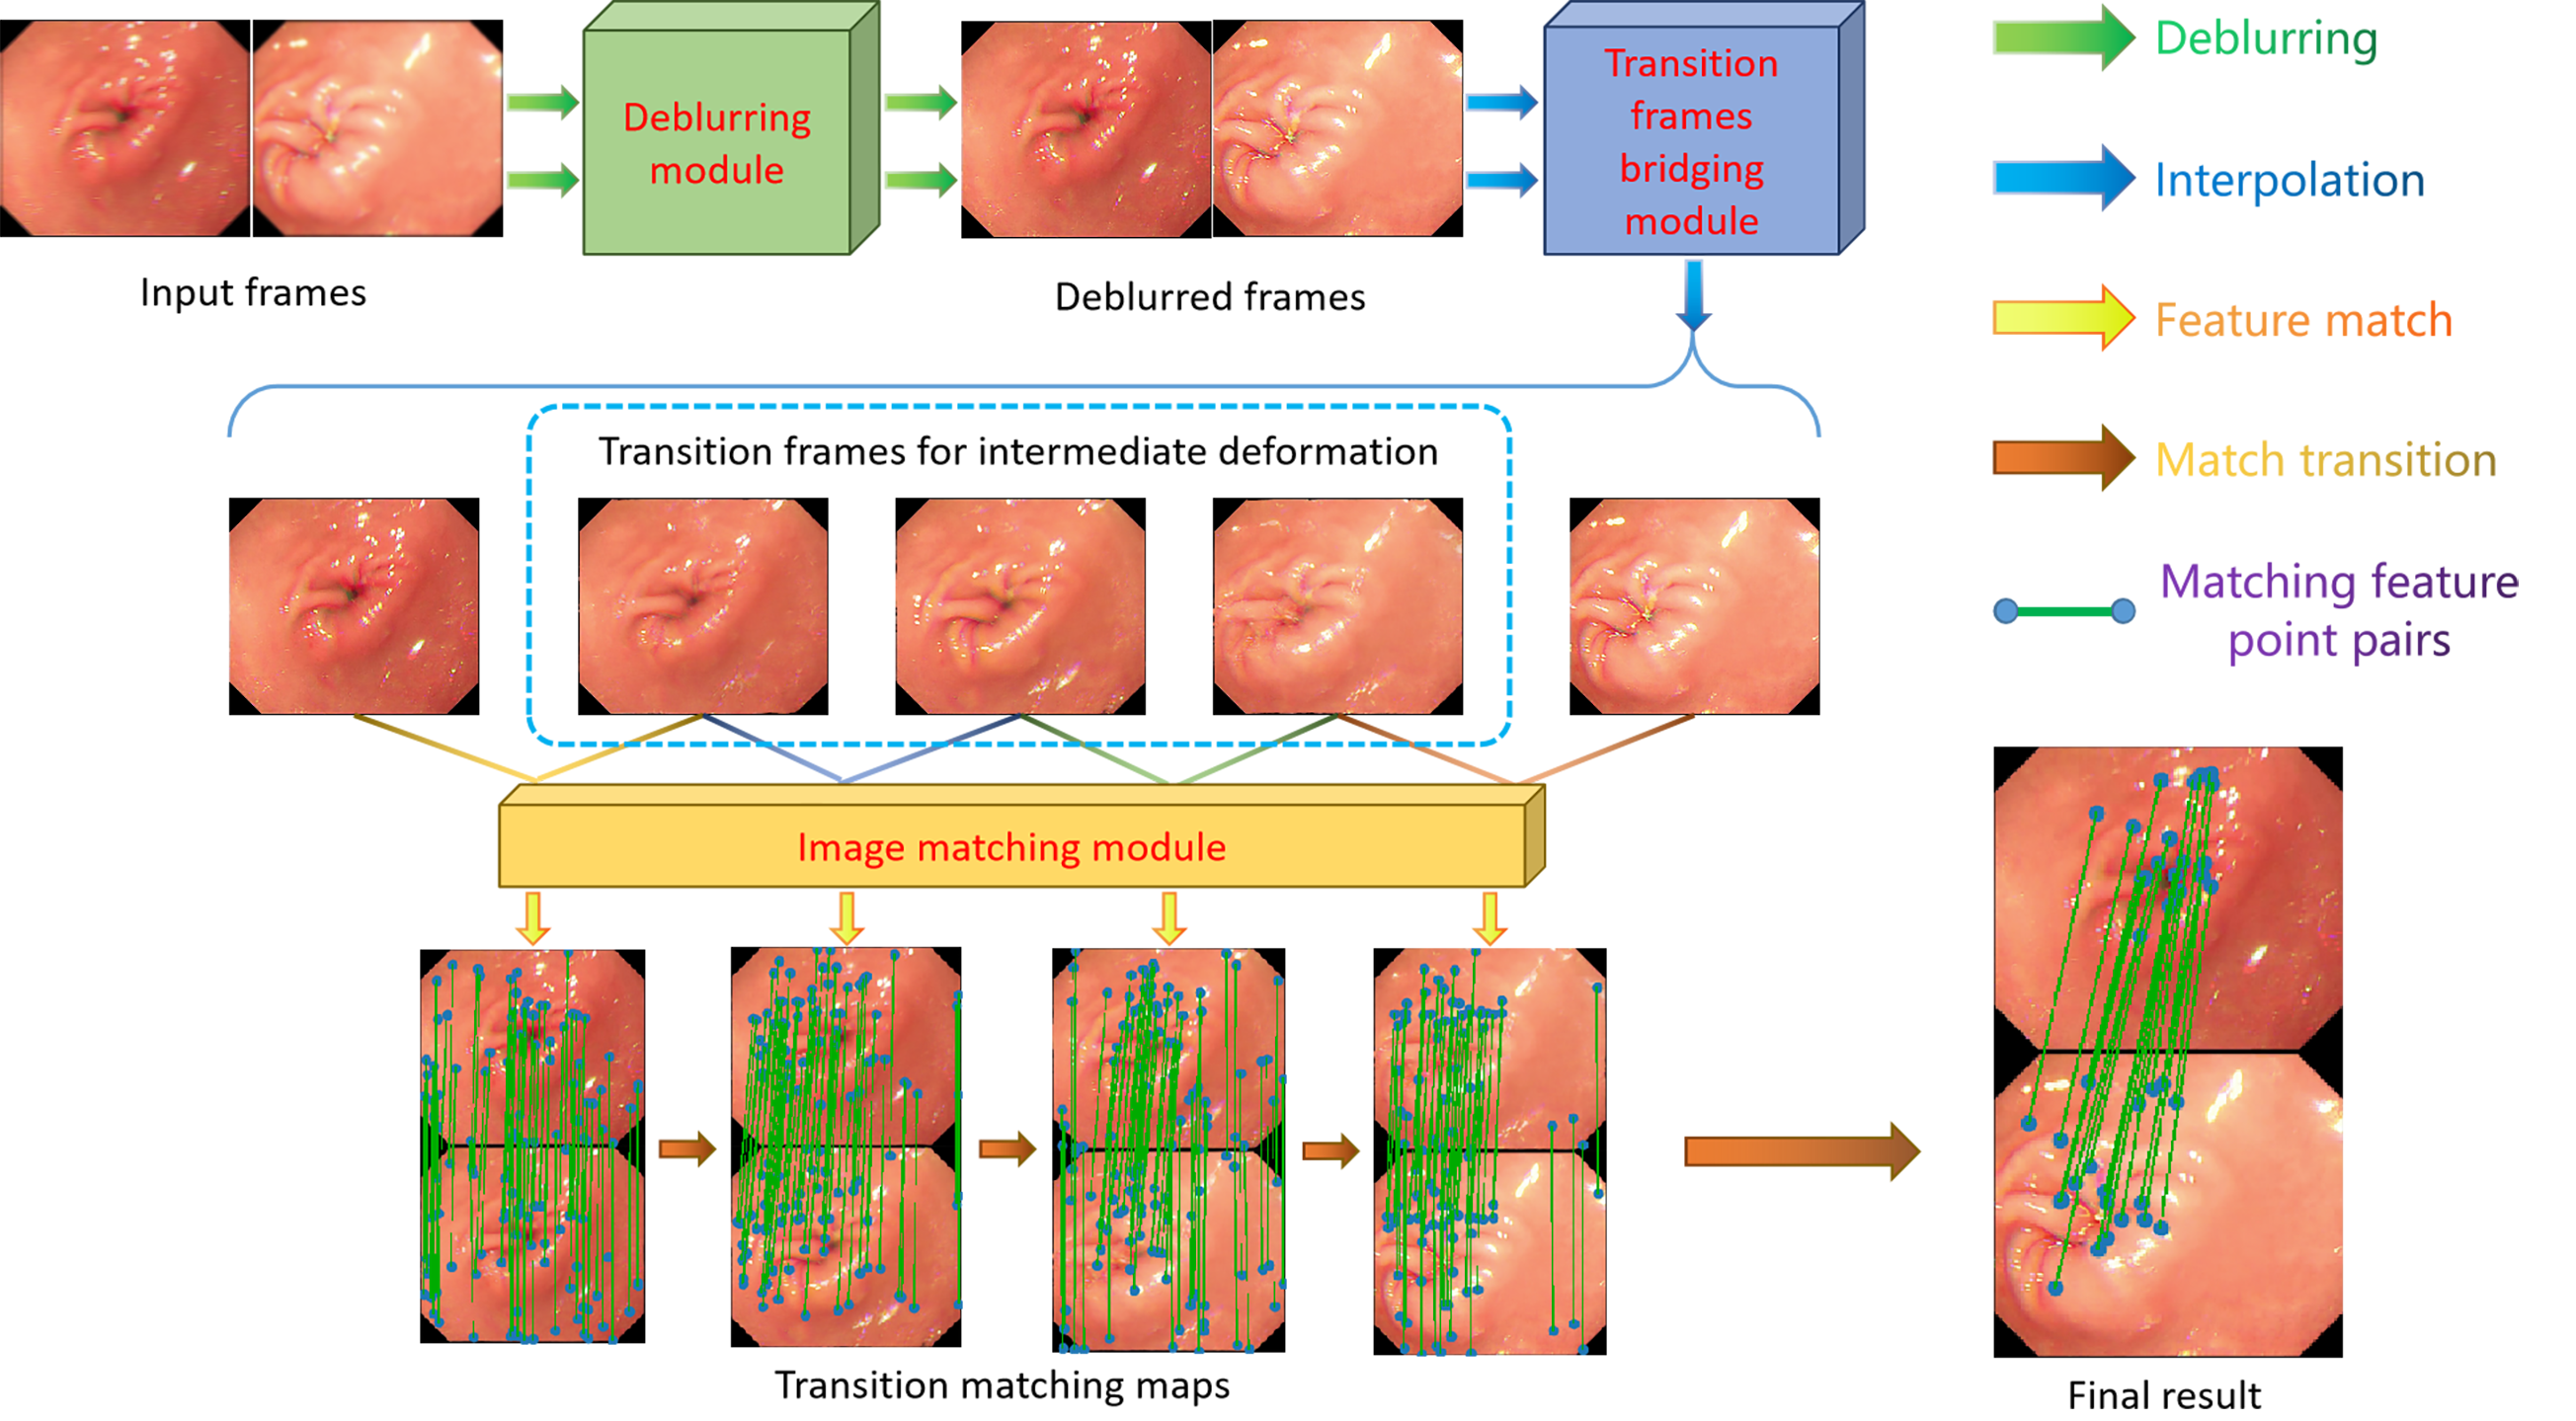 Deblurring
module
Transition
frames
bridging
module
Input frames
Deblurred frames
Deblurring
Interpolation
Feature match
Match transition
Matching feature
point pairs
Transition frames for intermediate deformation
Image matching module
Transition matching maps
Final result